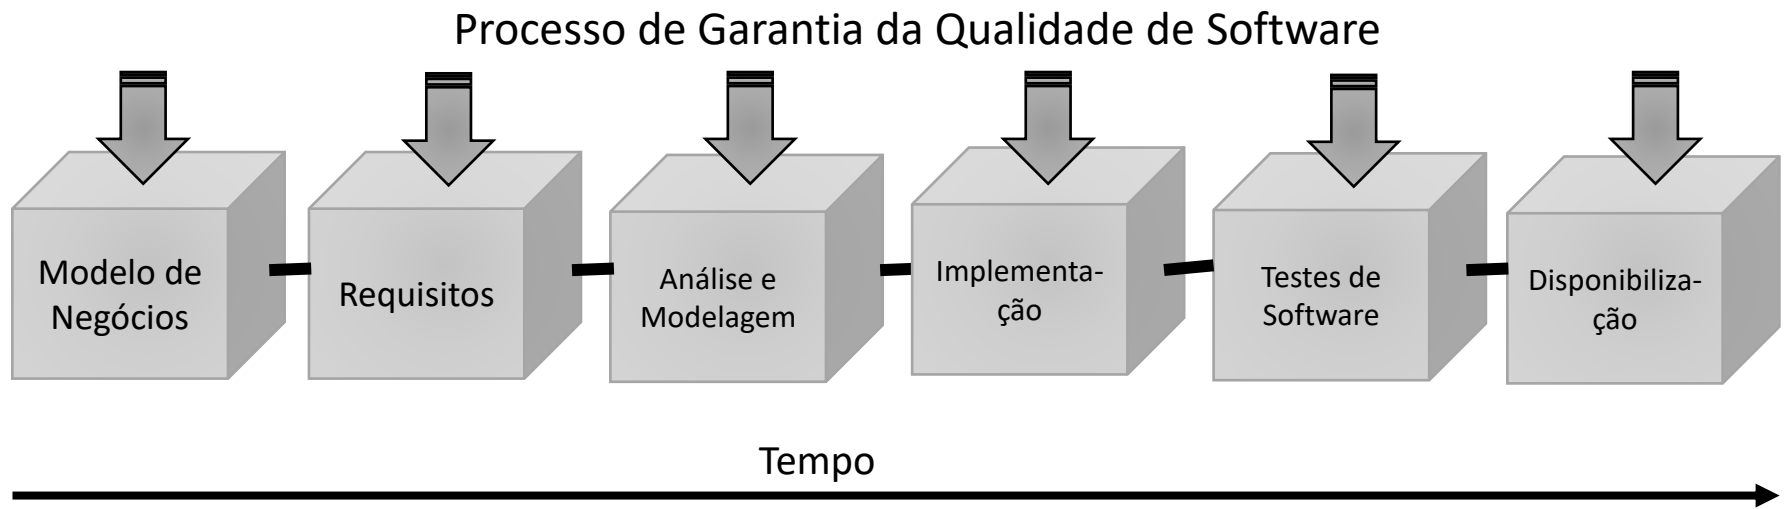 Processo de Garantia da Qualidade de Software
Modelo de
Negócios
Requisitos
Análise e
Modelagem
Implementa-
ção
Testes de
Software
Disponibiliza-
ção
Tempo